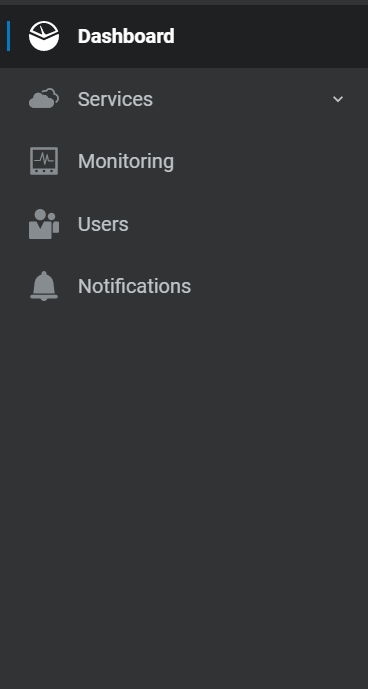 Dashboard
Services
Monitoring
Users
Notifications